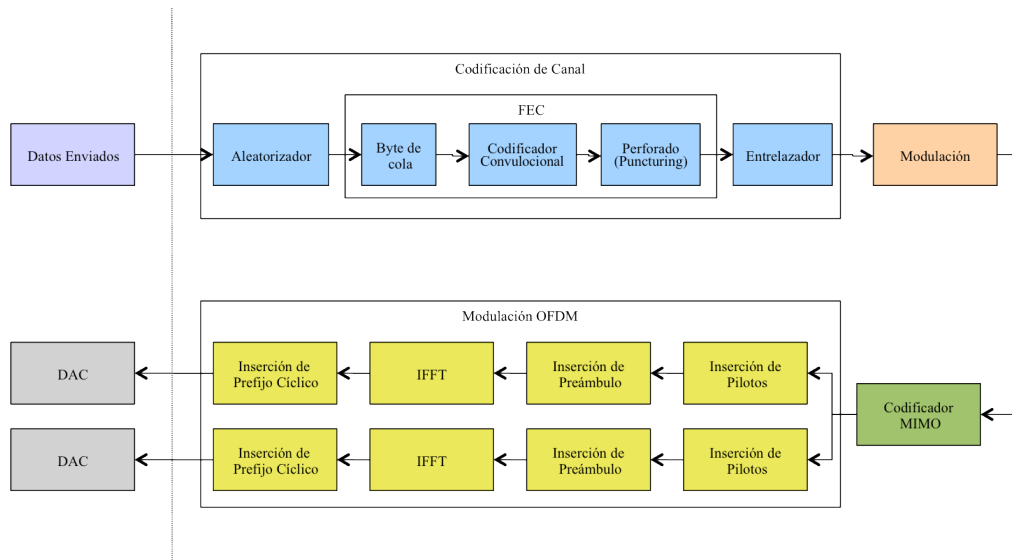 Codificación de Canal
FEC
Datos Enviados
Aleatorizador
Byte de
cola
Codificador
Convulocional
Perforado
(Puncturing)
Entrelazador
Modulación
Modulación OFDM
DAC
Inserción de
Prefijo Cíclico
IFFT
Inserción de
Preámbulo
Inserción de
Pilotos
Codificador
MIMO
DAC
Inserción de
Prefijo Cíclico
IFFT
Inserción de
Preámbulo
Inserción de
Pilotos